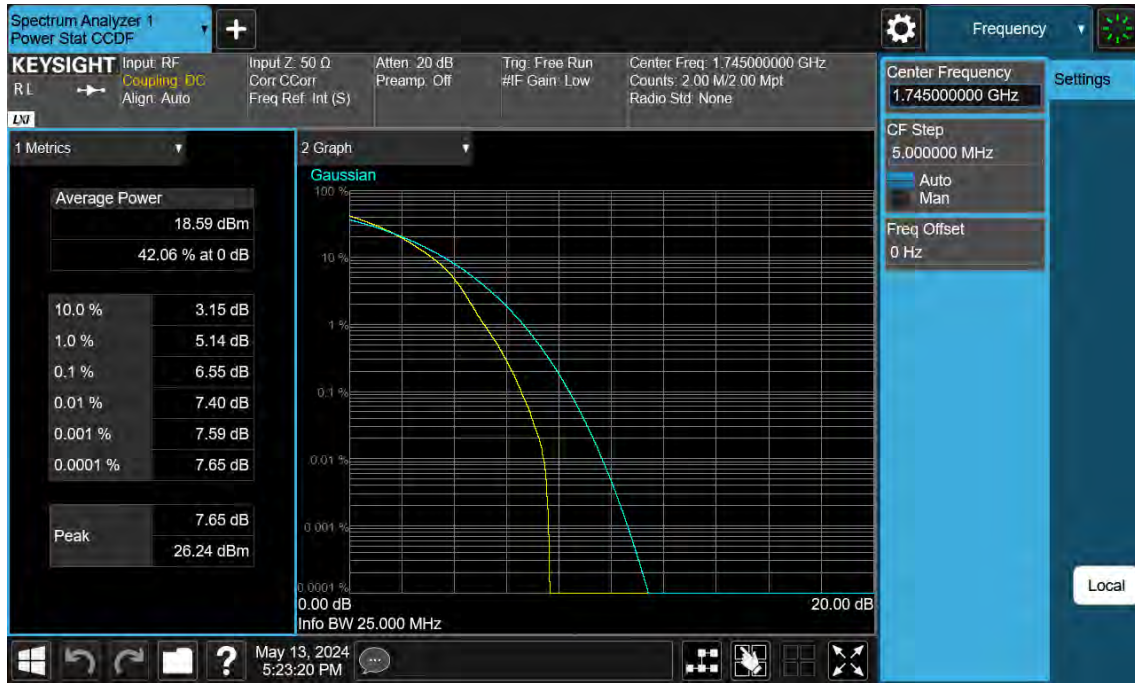 Spectrum Analyzer 1
Power Stat CCDF
Frequency
KEYSIGHT
R L
LXI
Input: RF
Coupling: DC
Align: Auto
Input Z: 50 Ω
Corr CCorr
Freq Ref: Int (S)
Atten: 20 dB
Preamp: Off
Trig: Free Run
#IF Gain: Low
Center Freq: 1.745000000 GHz
Counts: 2.00 M/2.00 Mpt
Radio Std: None
Center Frequency
1.745000000 GHz
Settings
CF Step
5.000000 MHz
Auto
Man
Freq Offset
0 Hz
1 Metrics
Average Power
18.59 dBm
42.06 % at 0 dB
10.0 % 3.15 dB
1.0 % 5.14 dB
0.1 % 6.55 dB
0.01 % 7.40 dB
0.001 % 7.59 dB
0.0001 % 7.65 dB
Peak
7.65 dB
26.24 dBm
2 Graph
Gaussian
100 %
10 %
1 %
0.1 %
0.01 %
0.001 %
0.0001 %
0.00 dB 20.00 dB
Info BW 25.000 MHz
Local
?
May 13, 2024
5:23:20 PM